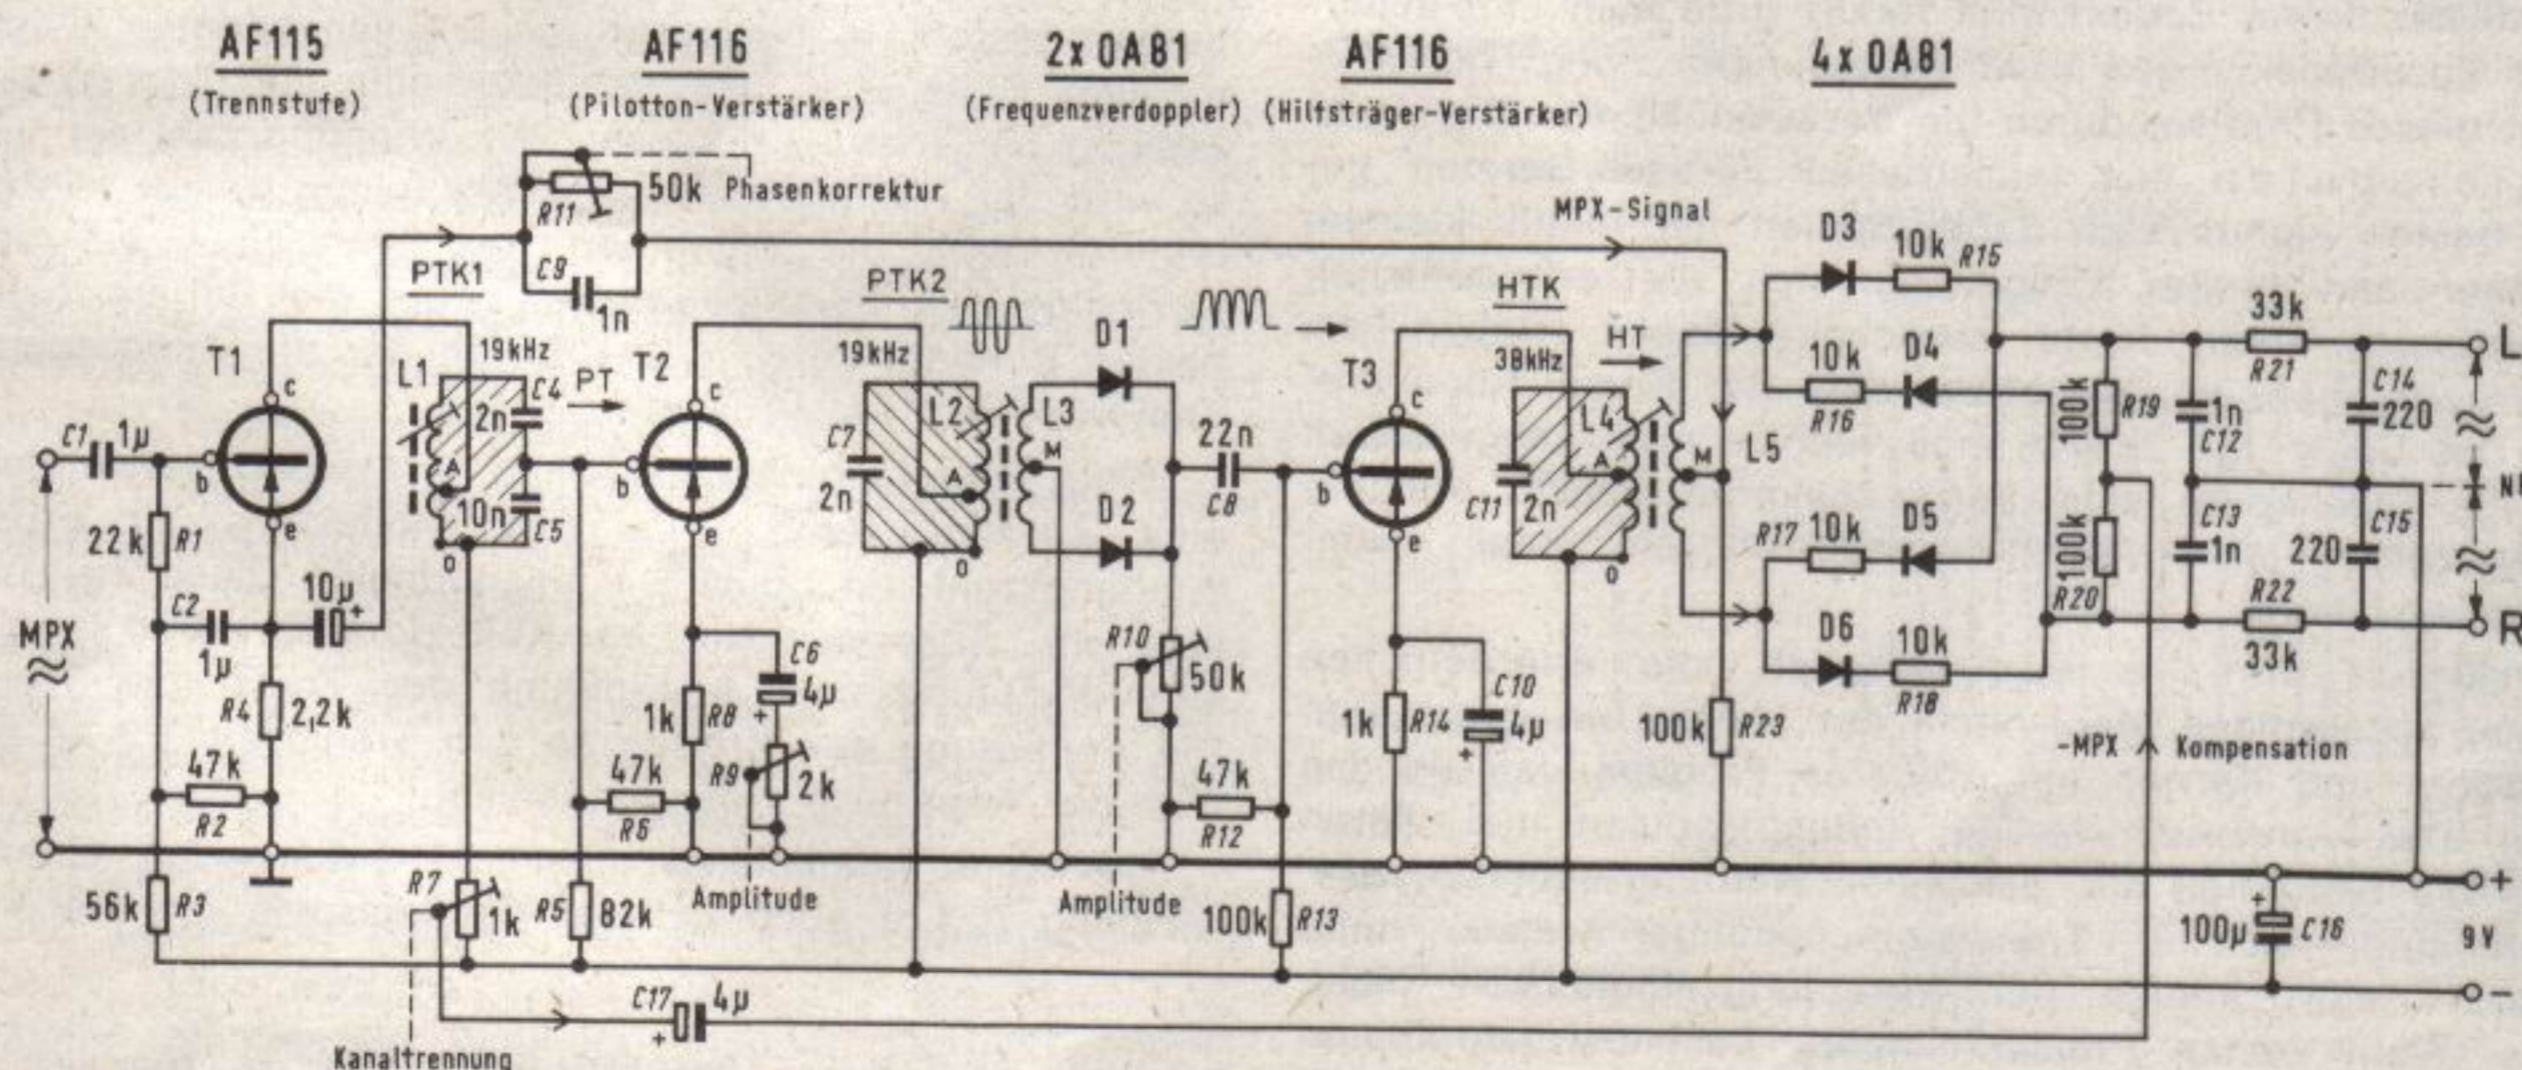 AF115
(Trennstufe)
AF116
(Pilotton-Verstärker)
2x 0A81
(Frequenzverdoppler)
AF116
(Hilfsträger-Verstärker)
4x 0A81
50k Phasenkorrektur
R11
MPX-Signal
C9
1n
PTK1
PTK2
HTK
D3
10k R15
T1
c
b
e
L1
19kHz
C4
2n
A
10n
C5
0
PT
T2
c
b
e
19kHz
L2
C7
2n
A
0
L3
M
D1
D2
22n
C8
T3
c
b
e
38kHz
HT
L4
A
C11
2n
0
M
L5
10k
R16
D4
R17
10k
D5
D6
10k
R18
100k
R19
100k
R20
1n
C12
C13
1n
33k
R21
C14
220
C15
220
R22
33k
L
R
C1
1µ
22k
R1
C2
1µ
10µ
+
MPX
R4
2,2k
47k
R2
56k
R3
R7
1k
Kanaltrennung
1k
R8
C6
4µ
+
R9
2k
Amplitude
47k
R6
R5
82k
R10
50k
Amplitude
47k
R12
100k
R13
1k
R14
C10
4µ
+
100k
R23
-MPX Kompensation
C17
4µ
+
+
100µ
C16
+
9V
-